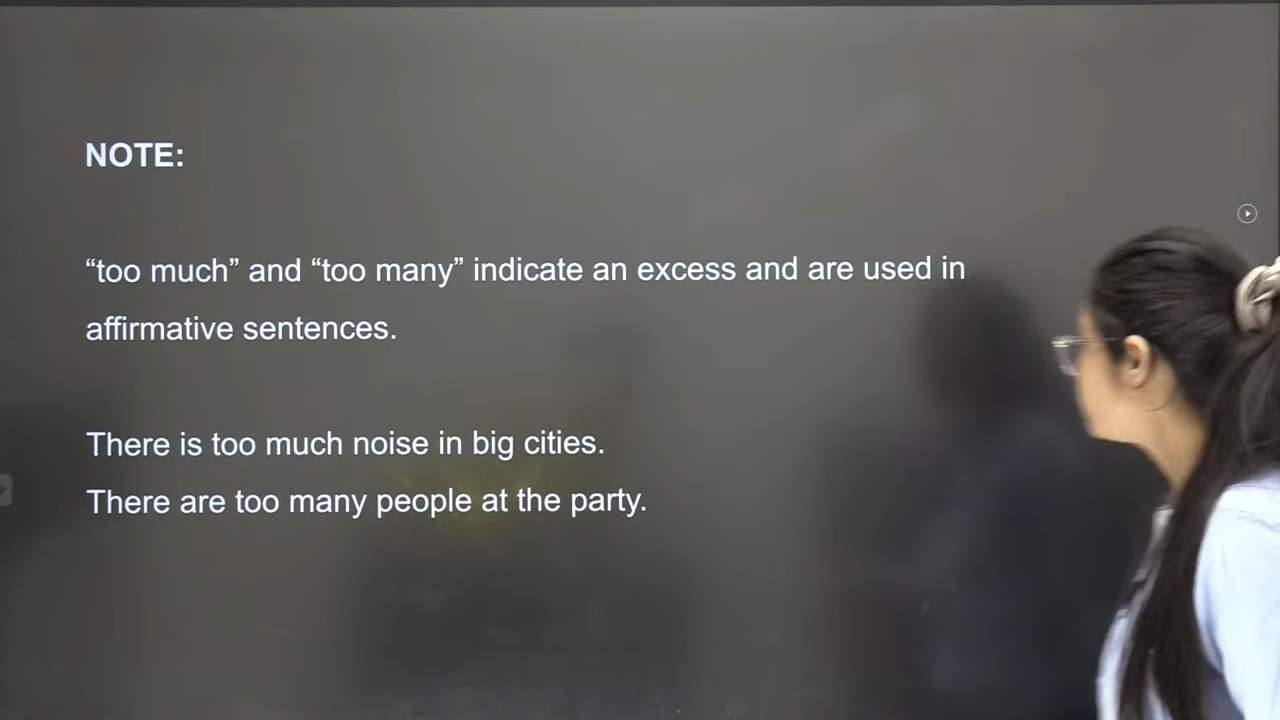 NOTE:
“too much” and “too many” indicate an excess and are used in
affirmative sentences.
There is too much noise in big cities.
There are too many people at the party.